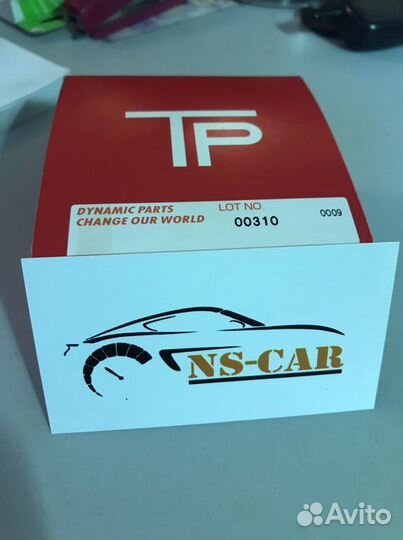 TP
DYNAMIC PARTS
CHANGE OUR WORLD
LOT NO
00310
0009
NS-CAR
Avito